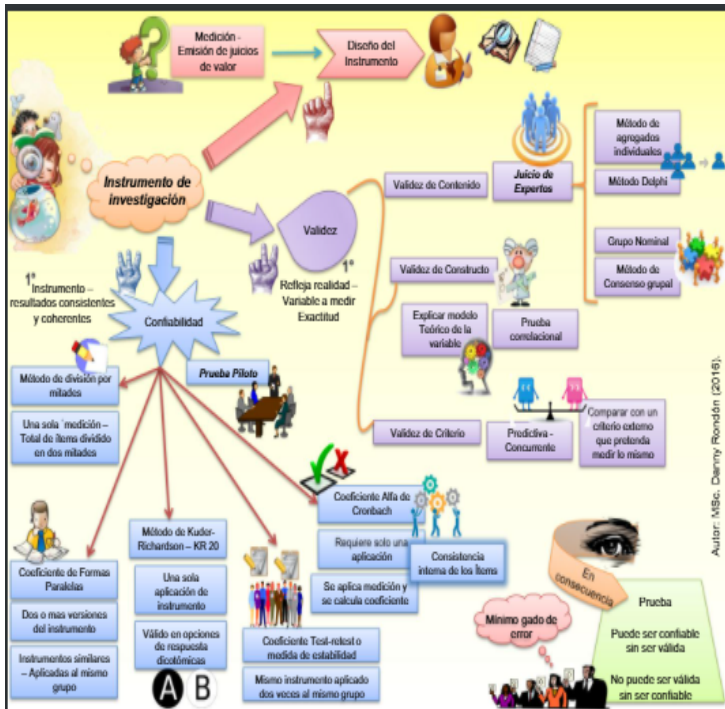 Medición -
Emisión de juicios
de valor
Diseño del
Instrumento
Instrumento de
investigación
Validez
1°
Refleja realidad –
Variable a medir
Exactitud
Validez de Contenido
Juicio de
Expertos
Método de
agregados
individuales
Método Delphi
Grupo Nominal
Método de
Consenso grupal
Validez de Constructo
Explicar modelo
Teórico de la
variable
Prueba
correlacional
Validez de Criterio
Predictiva -
Concurrente
Comparar con un
criterio externo
que pretenda
medir lo mismo
1°
Instrumento –
resultados consistentes
y coherentes
Confiabilidad
Prueba Piloto
Método de división por
mitades
Una sola ´medición –
Total de ítems dividido
en dos mitades
Coeficiente de Formas
Paralelas
Dos o mas versiones
del instrumento
Instrumentos similares
– Aplicadas al mismo
grupo
Método de Kuder-
Richardson – KR 20
Una sola
aplicación de
instrumento
Válido en opciones
de respuesta
dicotómicas
A B
Coeficiente Test-retest o
medida de estabilidad
Mismo instrumento aplicado
dos veces al mismo grupo
Coeficiente Alfa de
Cronbach
Requiere solo una
aplicación
Se aplica medición y
se calcula coeficiente
Consistencia
interna de los Ítems
En
consecuencia
Prueba
Puede ser confiable
sin ser válida
No puede ser válida
sin ser confiable
Mínimo gado de
error
Autor: MSc. Danny Rondón (2016).